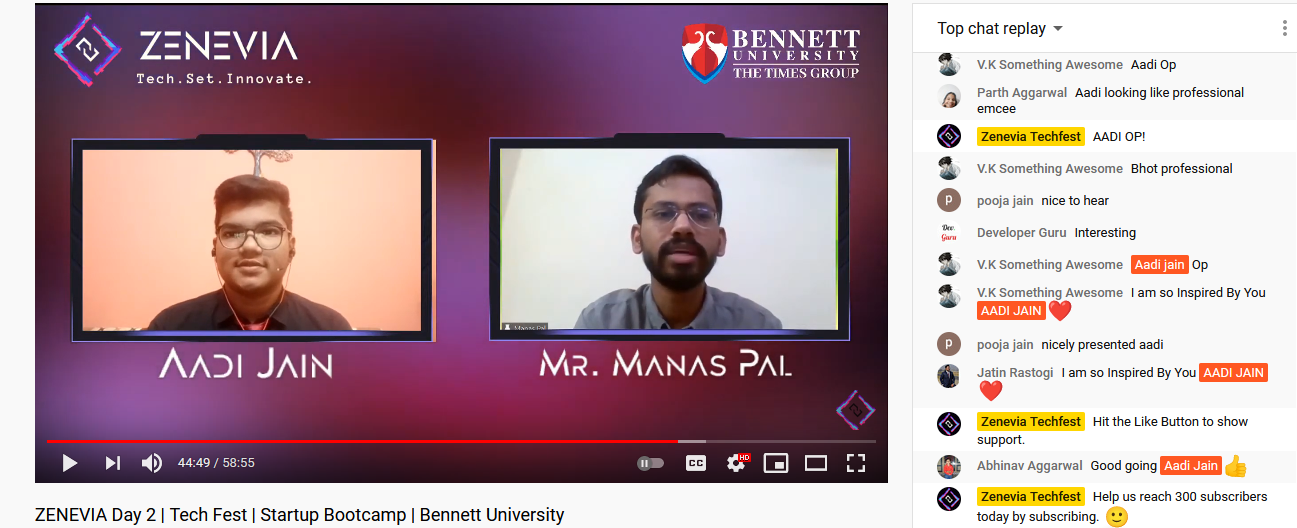 ZENEVIA
Tech.Set.Innovate.
BENNETT
UNIVERSITY
THE TIMES GROUP
Manas Pal
AADI JAIN
MR. MANAS PAL
44:49 / 58:55
CC
HD
ZENEVIA Day 2 | Tech Fest | Startup Bootcamp | Bennett University
Top chat replay
V.K Something Awesome Aadi Op
Parth Aggarwal Aadi looking like professional
emcee
Zenevia Techfest AADI OP!
V.K Something Awesome Bhot professional
p pooja jain nice to hear
Dev.
Guru
Developer Guru Interesting
V.K Something Awesome Aadi jain Op
V.K Something Awesome I am so Inspired By You
AADI JAIN ❤️
p pooja jain nicely presented aadi
Jatin Rastogi I am so Inspired By You AADI JAIN
❤️
Zenevia Techfest Hit the Like Button to show
support.
Abhinav Aggarwal Good going Aadi Jain 👍
Zenevia Techfest Help us reach 300 subscribers
today by subscribing. 🙂